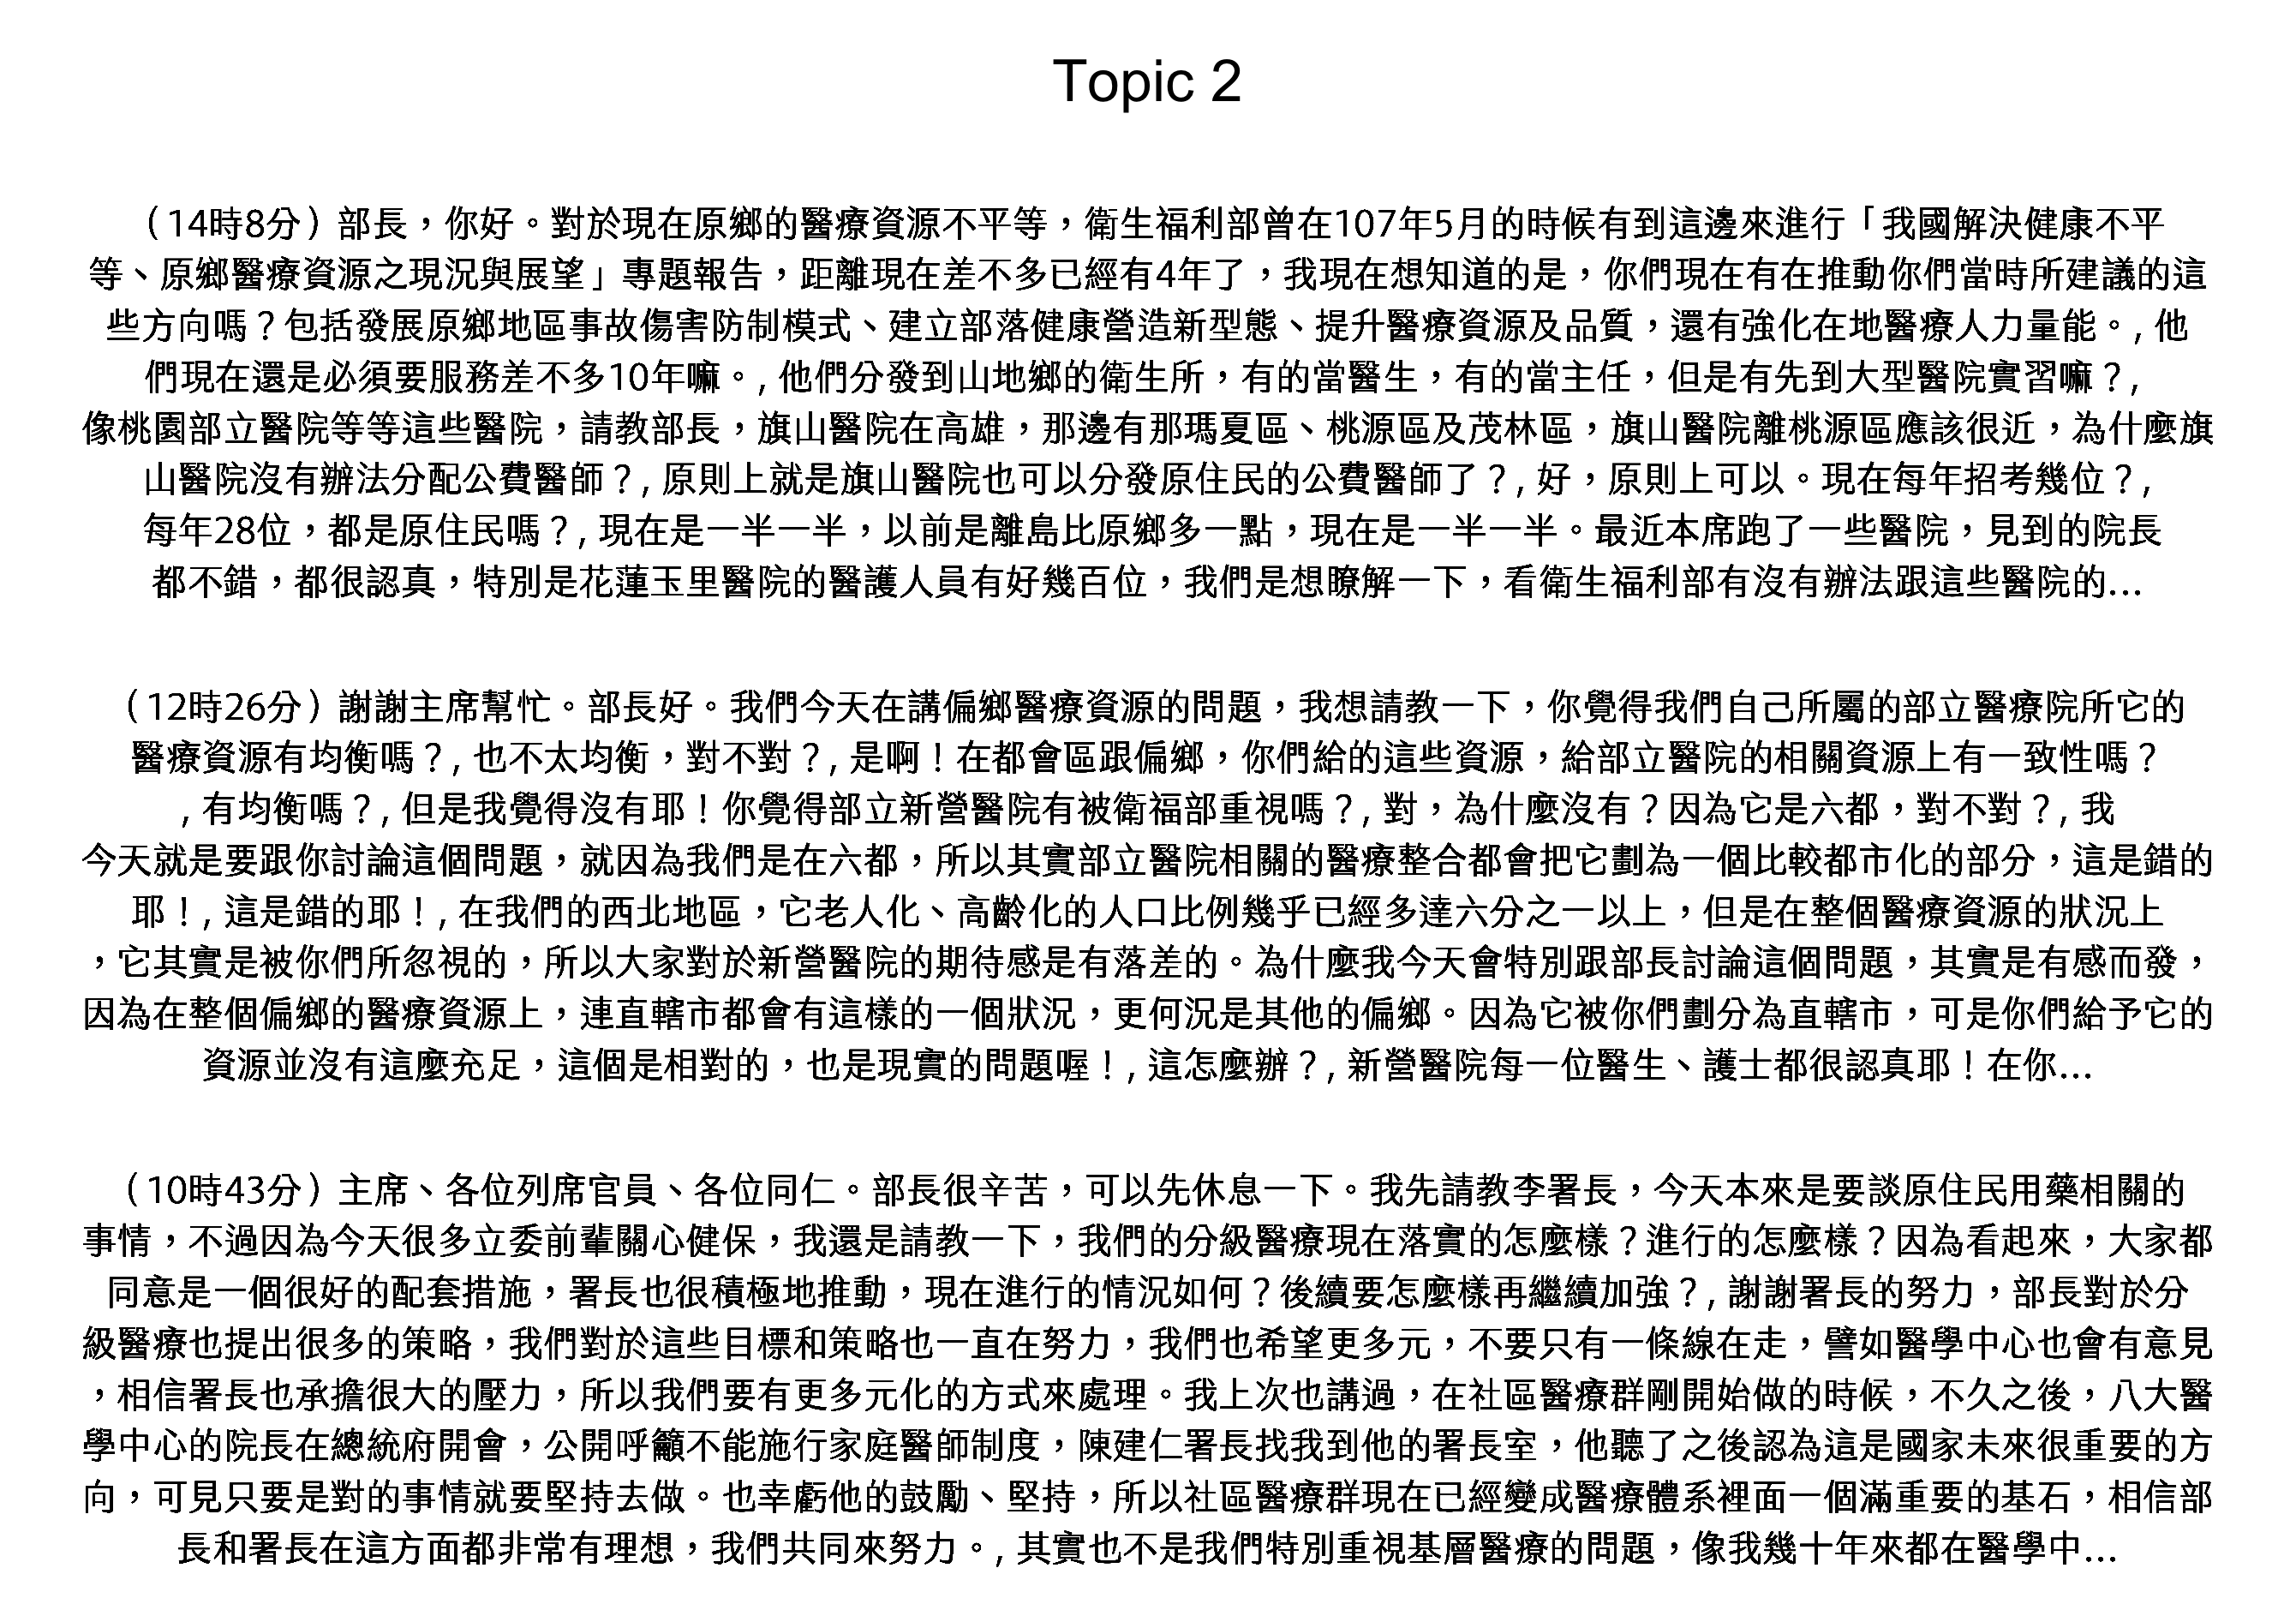 Topic 2
（14時8分）部長，你好。對於現在原鄉的醫療資源不平等，衛生福利部曾在107年5月的時候有到這邊來進行「我國解決健康不平
等、原鄉醫療資源之現況與展望」專題報告，距離現在差不多已經有4年了，我現在想知道的是，你們現在有在推動你們當時所建議的這
些方向嗎？包括發展原鄉地區事故傷害防制模式、建立部落健康營造新型態、提升醫療資源及品質，還有強化在地醫療人力量能。, 他
們現在還是必須要服務差不多10年嘛。, 他們分發到山地鄉的衛生所，有的當醫生，有的當主任，但是有先到大型醫院實習嘛？,
像桃園部立醫院等等這些醫院，請教部長，旗山醫院在高雄，那邊有那瑪夏區、桃源區及茂林區，旗山醫院離桃源區應該很近，為什麼旗
山醫院沒有辦法分配公費醫師？, 原則上就是旗山醫院也可以分發原住民的公費醫師了？, 好，原則上可以。現在每年招考幾位？,
每年28位，都是原住民嗎？, 現在是一半一半，以前是離島比原鄉多一點，現在是一半一半。最近本席跑了一些醫院，見到的院長
都不錯，都很認真，特別是花蓮玉里醫院的醫護人員有好幾百位，我們是想瞭解一下，看衛生福利部有沒有辦法跟這些醫院的...
（12時26分）謝謝主席幫忙。部長好。我們今天在講偏鄉醫療資源的問題，我想請教一下，你覺得我們自己所屬的部立醫療院所它的
醫療資源有均衡嗎？, 也不太均衡，對不對？, 是啊！在都會區跟偏鄉，你們給的這些資源，給部立醫院的相關資源上有一致性嗎？
, 有均衡嗎？, 但是我覺得沒有耶！你覺得部立新營醫院有被衛福部重視嗎？, 對，為什麼沒有？因為它是六都，對不對？, 我
今天就是要跟你討論這個問題，就因為我們是在六都，所以其實部立醫院相關的醫療整合都會把它劃為一個比較都市化的部分，這是錯的
耶！, 這是錯的耶！, 在我們的西北地區，它老人化、高齡化的人口比例幾乎已經多達六分之一以上，但是在整個醫療資源的狀況上
，它其實是被你們所忽視的，所以大家對於新營醫院的期待感是有落差的。為什麼我今天會特別跟部長討論這個問題，其實是有感而發，
因為在整個偏鄉的醫療資源上，連直轄市都會有這樣的一個狀況，更何況是其他的偏鄉。因為它被你們劃分為直轄市，可是你們給予它的
資源並沒有這麼充足，這個是相對的，也是現實的問題喔！, 這怎麼辦？, 新營醫院每一位醫生、護士都很認真耶！在你...
（10時43分）主席、各位列席官員、各位同仁。部長很辛苦，可以先休息一下。我先請教李署長，今天本來是要談原住民用藥相關的
事情，不過因為今天很多立委前輩關心健保，我還是請教一下，我們的分級醫療現在落實的怎麼樣？進行的怎麼樣？因為看起來，大家都
同意是一個很好的配套措施，署長也很積極地推動，現在進行的情況如何？後續要怎麼樣再繼續加強？, 謝謝署長的努力，部長對於分
級醫療也提出很多的策略，我們對於這些目標和策略也一直在努力，我們也希望更多元，不要只有一條線在走，譬如醫學中心也會有意見
，相信署長也承擔很大的壓力，所以我們要有更多元化的方式來處理。我上次也講過，在社區醫療群剛開始做的時候，不久之後，八大醫
學中心的院長在總統府開會，公開呼籲不能施行家庭醫師制度，陳建仁署長找我到他的署長室，他聽了之後認為這是國家未來很重要的方
向，可見只要是對的事情就要堅持去做。也幸虧他的鼓勵、堅持，所以社區醫療群現在已經變成醫療體系裡面一個滿重要的基石，相信部
長和署長在這方面都非常有理想，我們共同來努力。, 其實也不是我們特別重視基層醫療的問題，像我幾十年來都在醫學中...